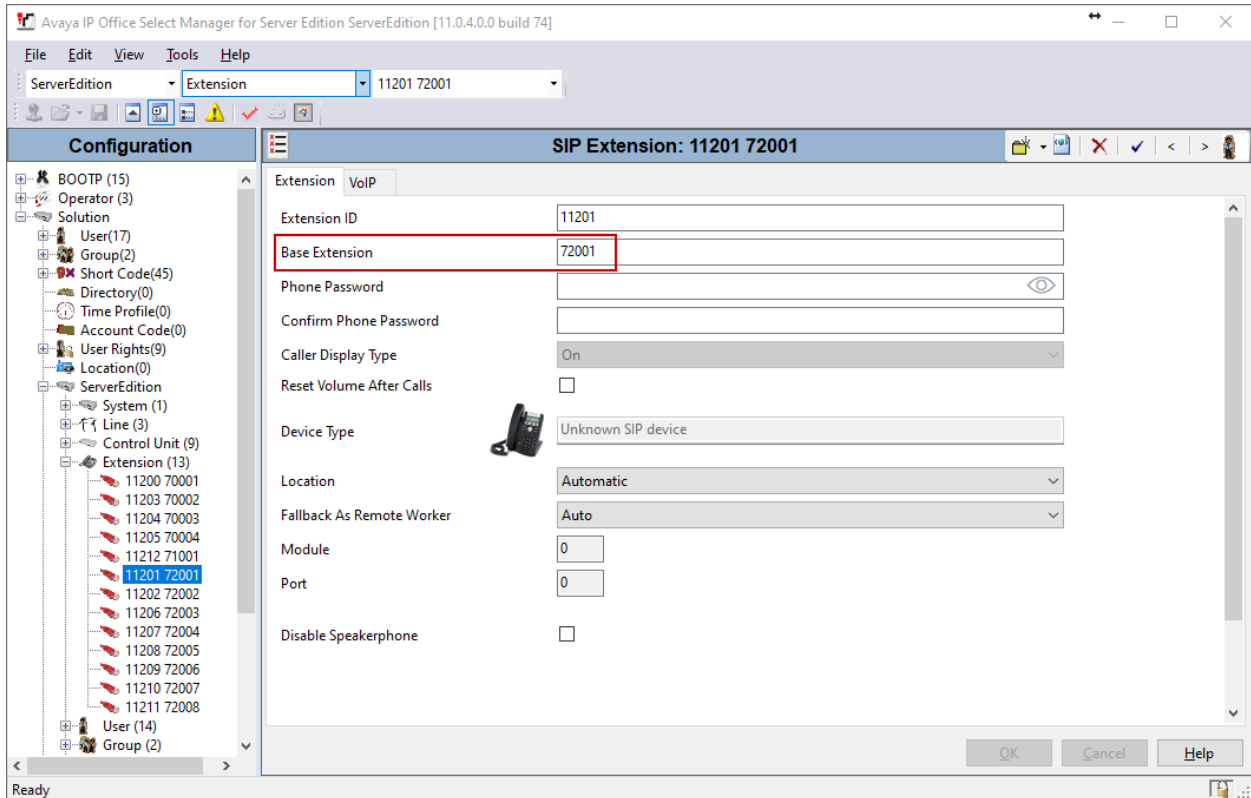 Avaya IP Office Select Manager for Server Edition ServerEdition [11.0.4.0.0 build 74]
File Edit View Tools Help
ServerEdition Extension 11201 72001
Configuration
BOOTP (15)
Operator (3)
Solution
User(17)
Group(2)
Short Code(45)
Directory(0)
Time Profile(0)
Account Code(0)
User Rights(9)
Location(0)
ServerEdition
System (1)
Line (3)
Control Unit (9)
Extension (13)
11200 70001
11203 70002
11204 70003
11205 70004
11212 71001
11201 72001
11202 72002
11206 72003
11207 72004
11208 72005
11209 72006
11210 72007
11211 72008
User (14)
Group (2)
SIP Extension: 11201 72001
Extension VoIP
Extension ID 11201
Base Extension 72001
Phone Password
Confirm Phone Password
Caller Display Type On
Reset Volume After Calls
Device Type Unknown SIP device
Location Automatic
Fallback As Remote Worker Auto
Module 0
Port 0
Disable Speakerphone
OK Cancel Help
Ready